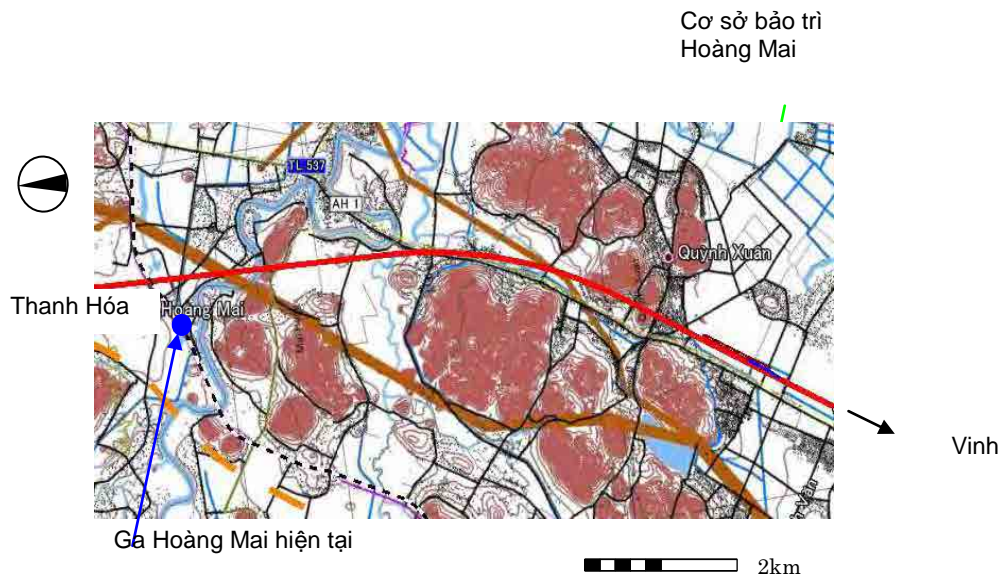 Cơ sở bảo trì
Hoàng Mai
TL 537
AH 1
Quỳnh Xuân
Thanh Hóa
Hoang Mai
Vinh
Ga Hoàng Mai hiện tại
2km